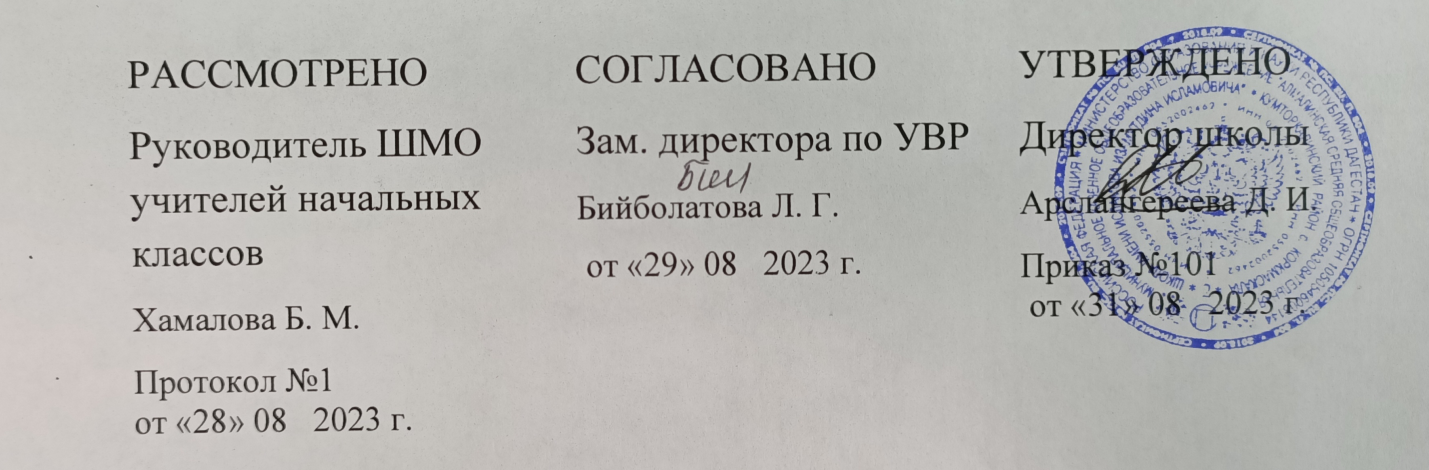 РАССМОТРЕНО
Руководитель ШМО
учителей начальных
классов
Хамалова Б. М.
Протокол №1
от «28» 08 2023 г.
СОГЛАСОВАНО
Зам. директора по УВР
Бийболатова Л. Г.
от «29» 08 2023 г.
УТВЕРЖДЕНО
Директор школы
Арслангереева Д. И.
Приказ №101
от «31» 08 2023 г.